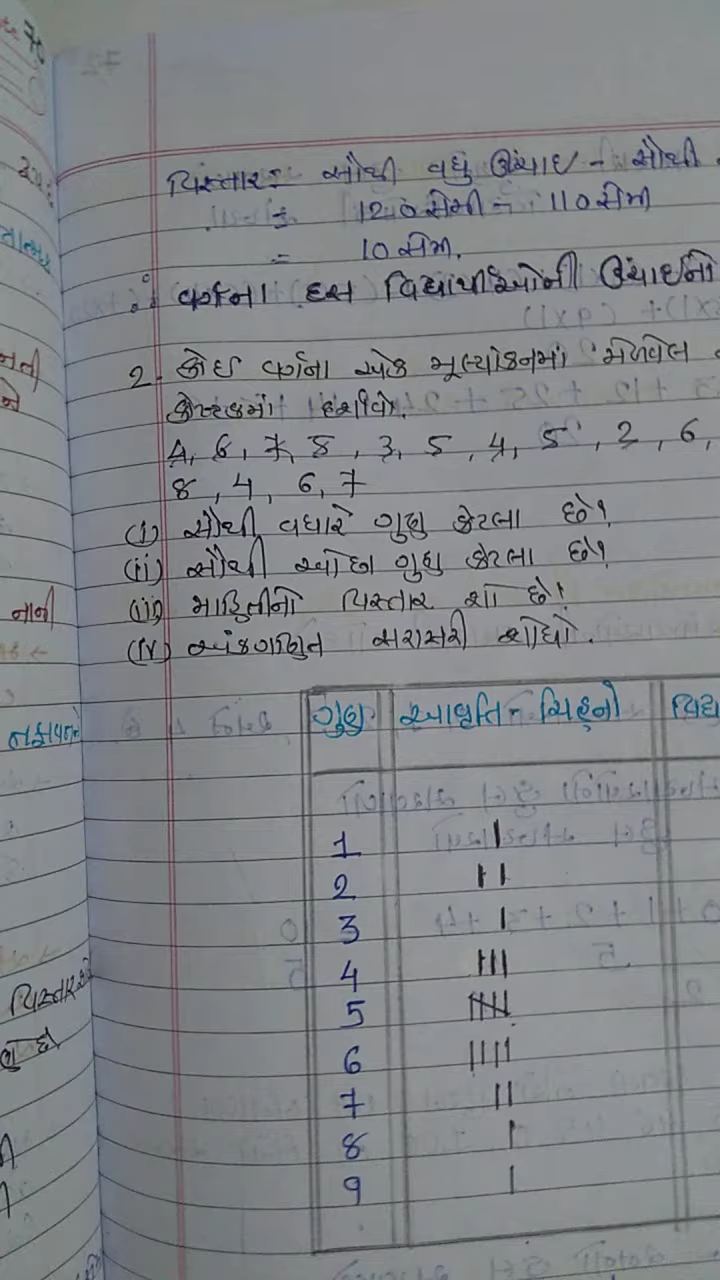 વિસ્તાર = સૌથી વધુ ઊંચાઇ - સૌથી
= 120 સેમી - 110 સેમી
= 10 સેમી.
∴ વર્ગના દસ વિદ્યાર્થીઓની ઊંચાઇનો
2. કોઇ વર્ગના એક મૂલ્યાંકનમાં મેળવેલ
કોષ્ટકમાં દર્શાવો.
4, 6, 7, 8, 3, 5, 4, 5, 2, 6,
8, 4, 6, 7
(i) સૌથી વધારે ગુણ કેટલા છે?
(ii) સૌથી ઓછા ગુણ કેટલા છે?
(iii) માહિતીનો વિસ્તાર શો છે?
(iv) અંકગણિત સરાસરી શોધો.
ગુણ આવૃત્તિ - ચિહ્નો વિદ્ય
1 |
2 ||
3 |
4 |||
5 ||||
6 ||||
7 ||
8 |
9 |